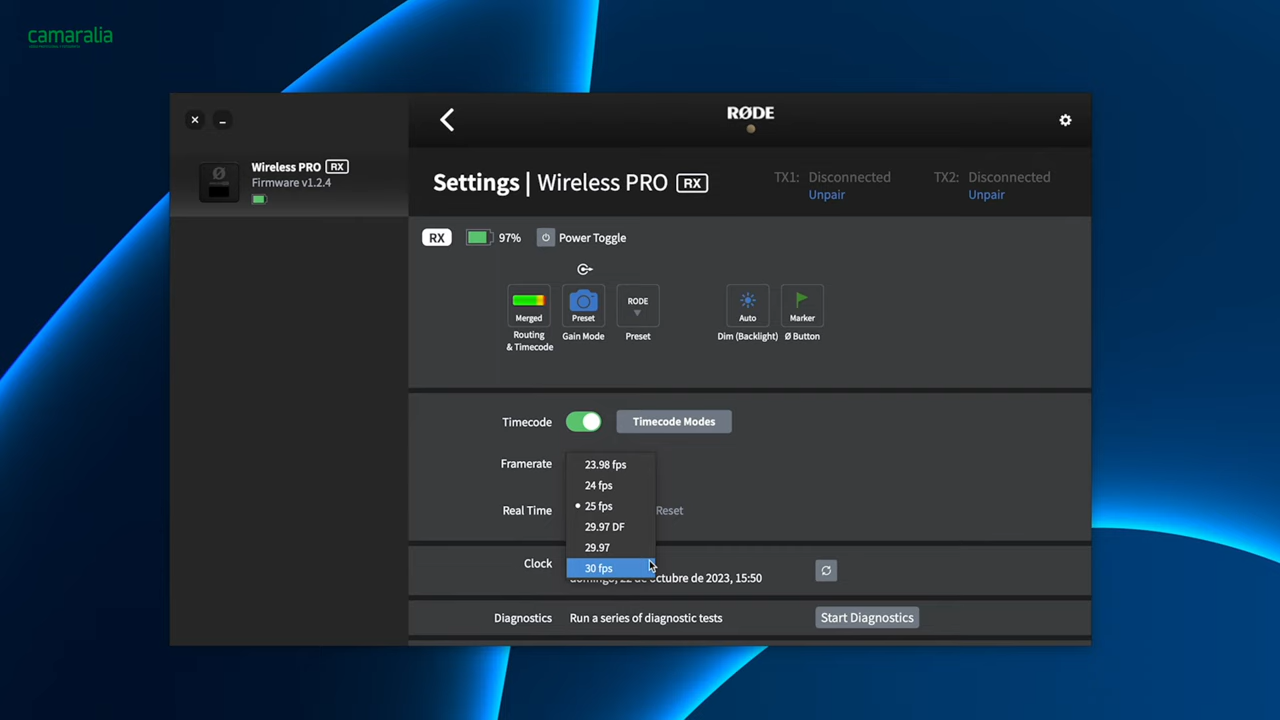 camaralia
RØDE
Wireless PRO RX
Firmware v1.2.4
Settings | Wireless PRO RX
TX1: Disconnected
Unpair
TX2: Disconnected
Unpair
RX 97% Power Toggle
Merged
Routing
& Timecode
Preset
Gain Mode
RODE
Preset
Auto
Dim (Backlight)
Marker
Ø Button
Timecode Timecode Modes
Framerate
23.98 fps
24 fps
25 fps
29.97 DF
29.97
30 fps
Real Time Reset
Clock
domingo, 22 de octubre de 2023, 15:50
Diagnostics Run a series of diagnostic tests Start Diagnostics